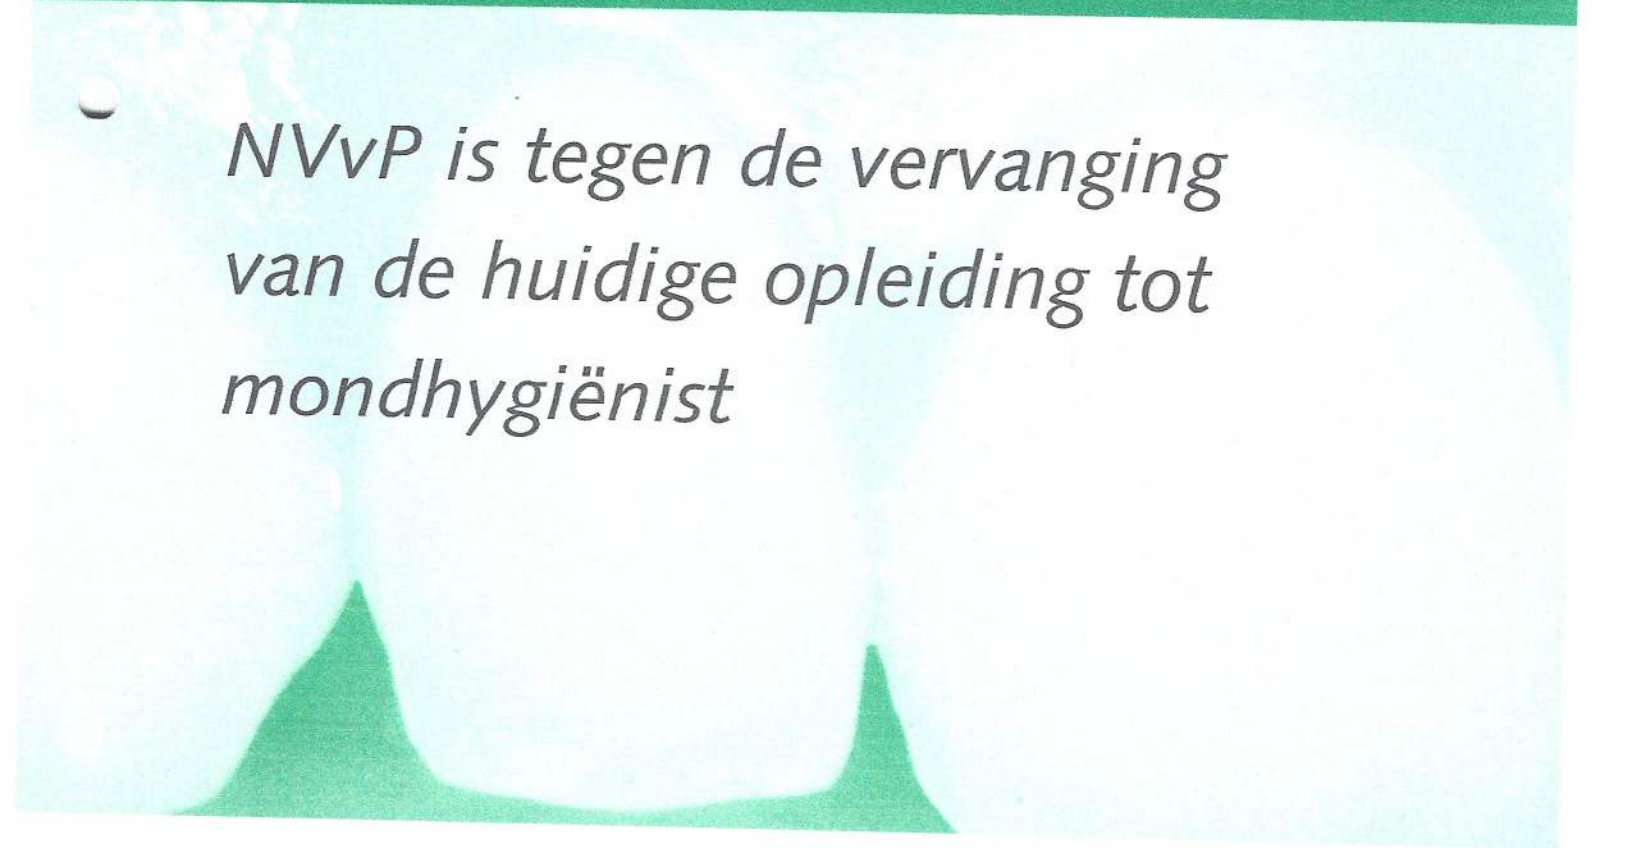 NVvP is tegen de vervanging
van de huidige opleiding tot
mondhygiënist